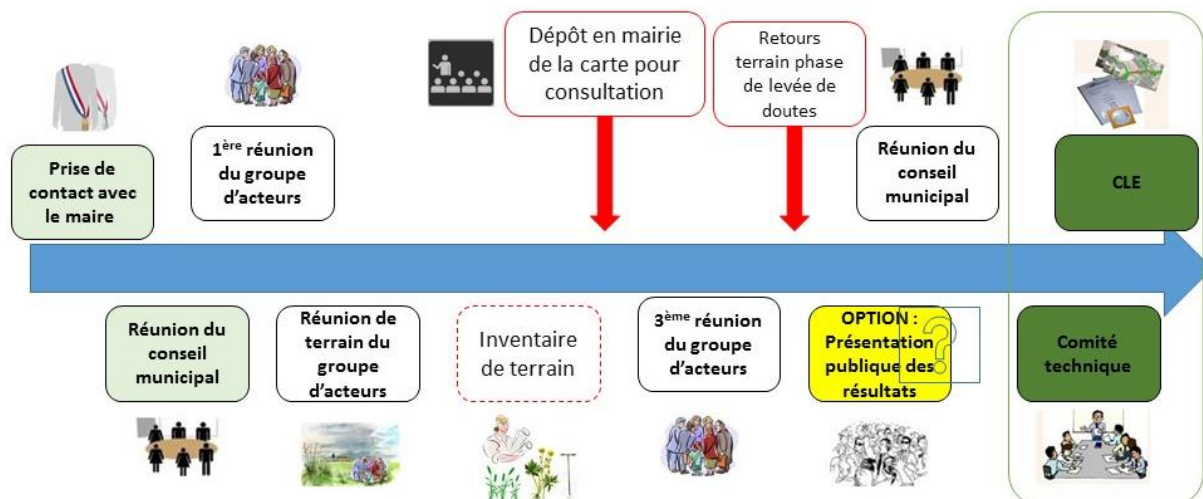 Prise de
contact avec
le maire
1ère réunion
du groupe
d'acteurs
Dépôt en mairie
de la carte pour
consultation
Retours
terrain phase
de levée de
doutes
Réunion du
conseil
municipal
CLE
Réunion du
conseil
municipal
Réunion de
terrain du
groupe
d'acteurs
Inventaire
de terrain
3ème réunion
du groupe
d'acteurs
OPTION :
Présentation
publique des
résultats
?
Comité
technique